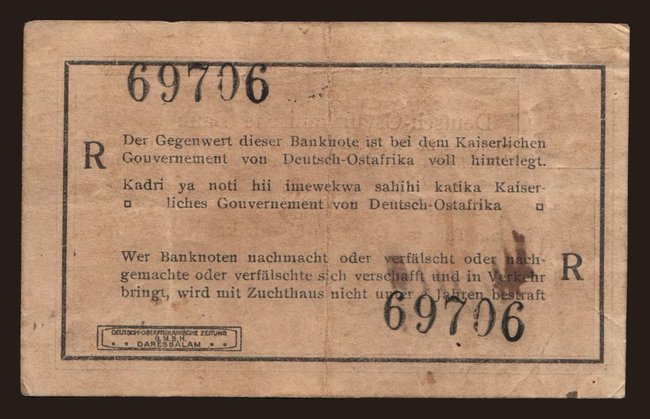 69706
R
Der Gegenwert dieser Banknote ist bei dem Kaiserlichen
Gouvernement von Deutsch-Ostafrika voll hinterlegt.
Kadri ya noti hii imewekwa sahihi katika Kaiser-
liches Gouvernement von Deutsch-Ostafrika
Wer Banknoten nachmacht oder verfälscht oder nach-
gemachte oder verfälschte sich verschafft und in Verkehr
bringt, wird mit Zuchthaus nicht unter 2 Jahren bestraft
R
69706
DEUTSCH-OSTAFRIKANISCHE ZEITUNG
G.M.B.H.
DARESSALAM